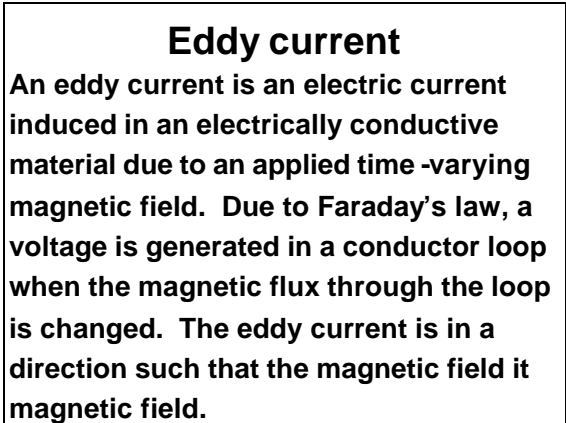 Eddy current
An eddy current is an electric current
induced in an electrically conductive
material due to an applied time -varying
magnetic field. Due to Faraday's law, a
voltage is generated in a conductor loop
when the magnetic flux through the loop
is changed. The eddy current is in a
direction such that the magnetic field it
magnetic field.